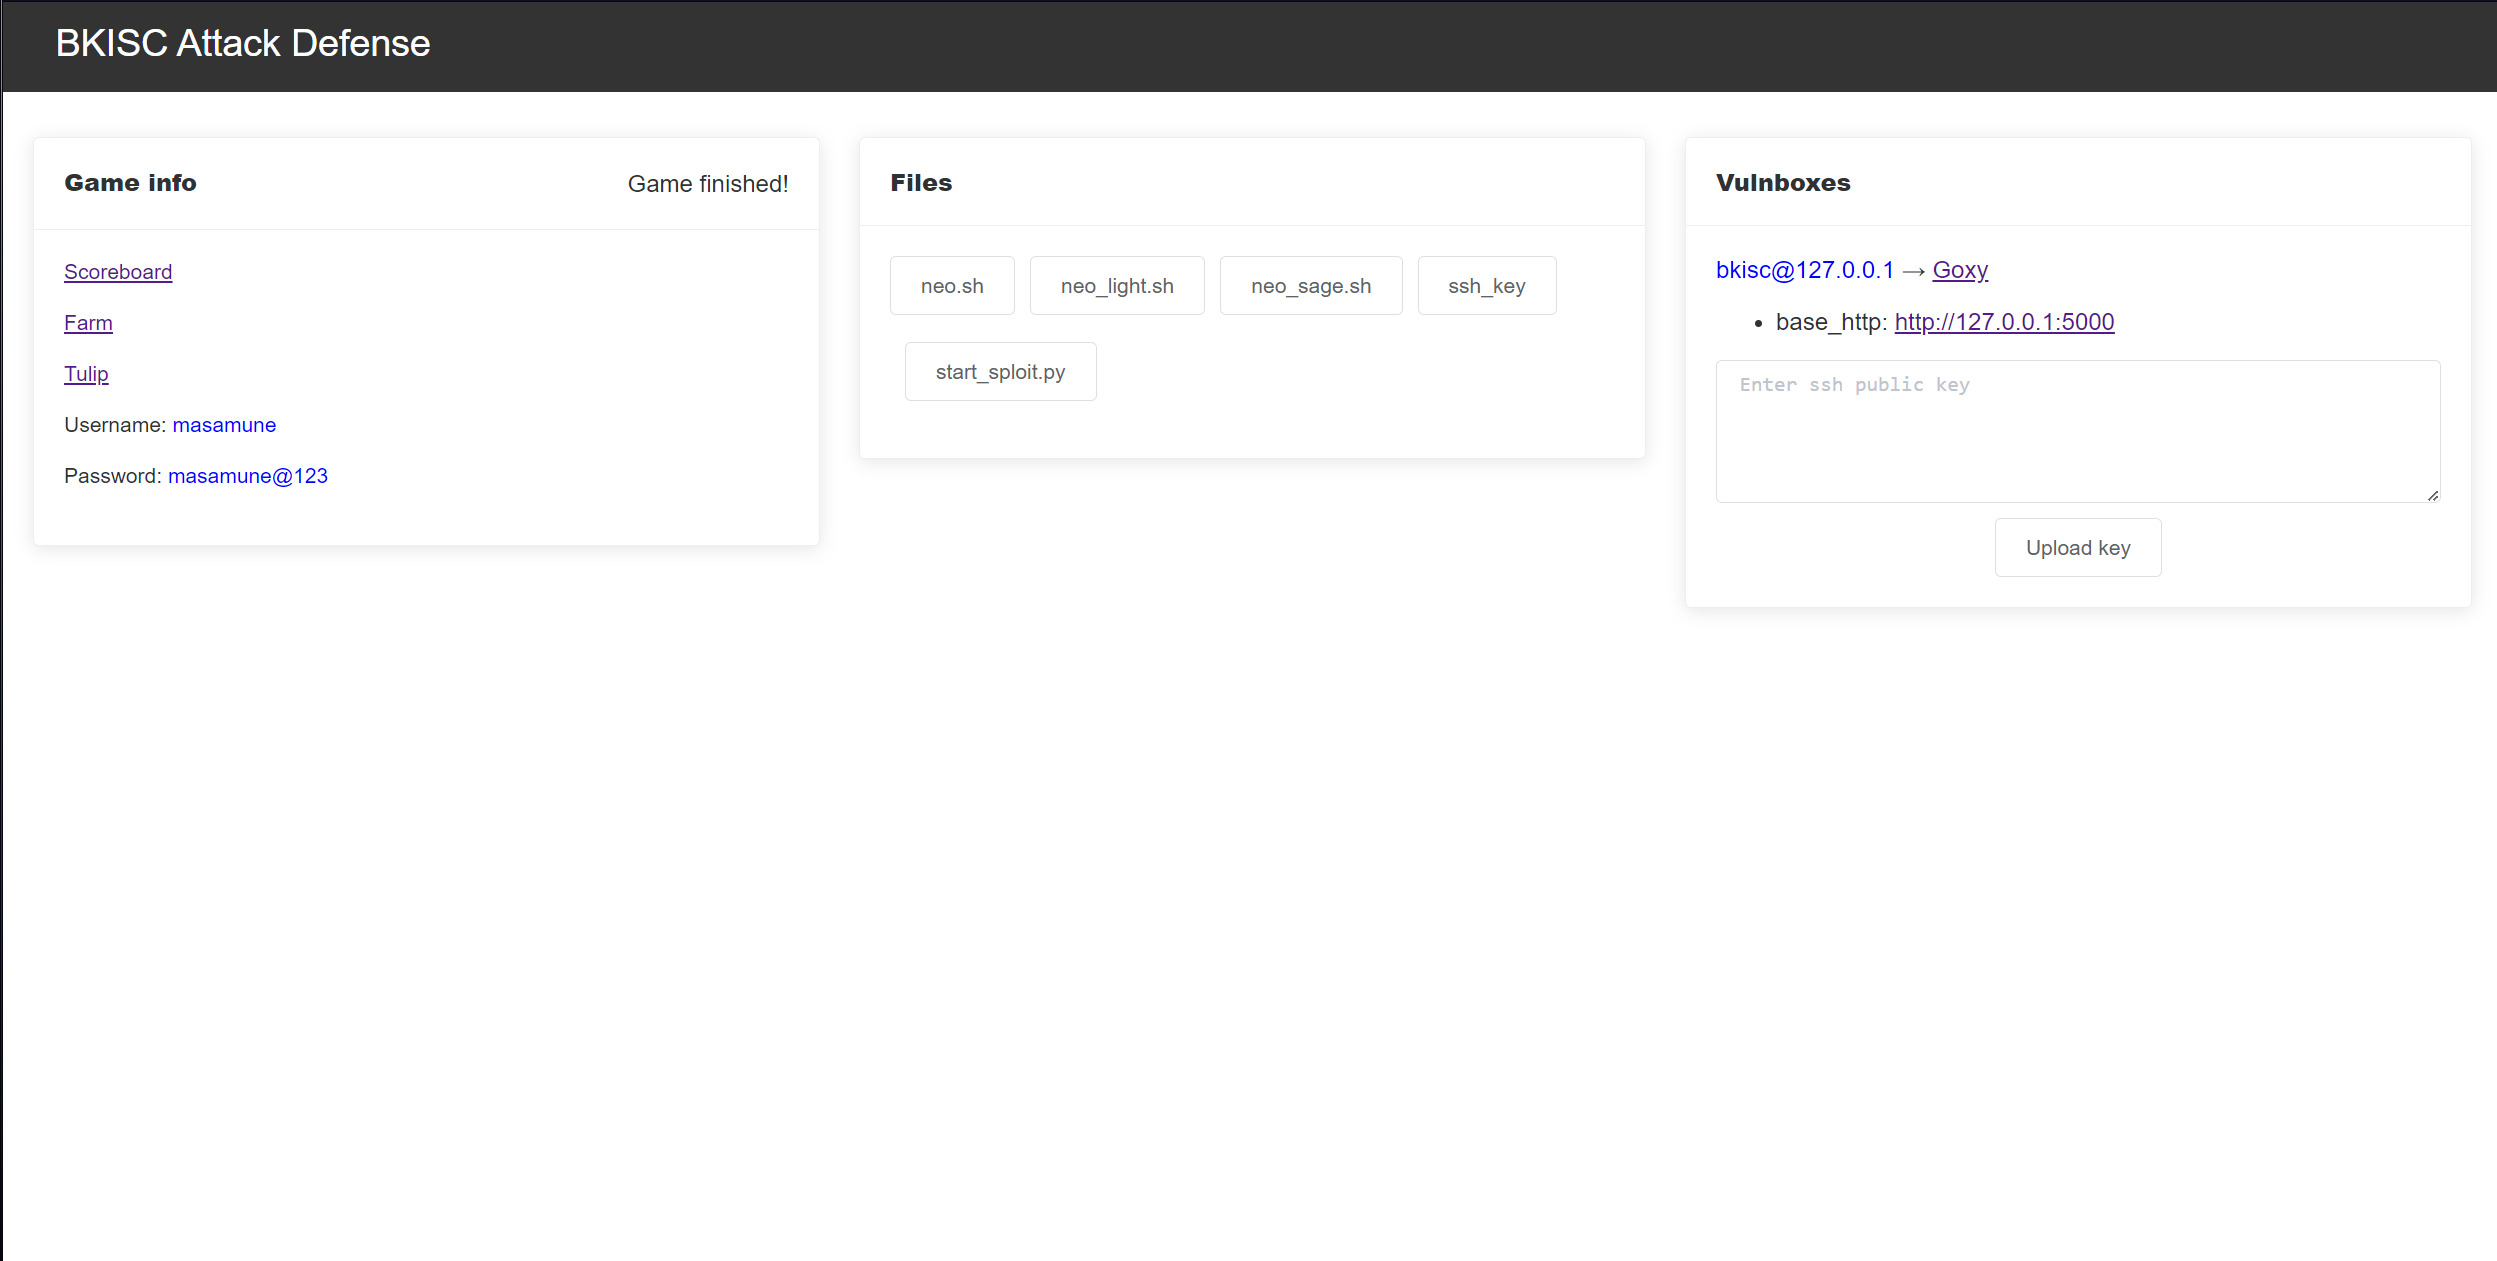 BKISC Attack Defense
Game info
Game finished!
Scoreboard
Farm
Tulip
Username: masamune
Password: masamune@123
Files
neo.sh
neo_light.sh
neo_sage.sh
ssh_key
start_sploit.py
Vulnboxes
bkisc@127.0.0.1 → Goxy
• base_http: http://127.0.0.1:5000
Enter ssh public key
Upload key